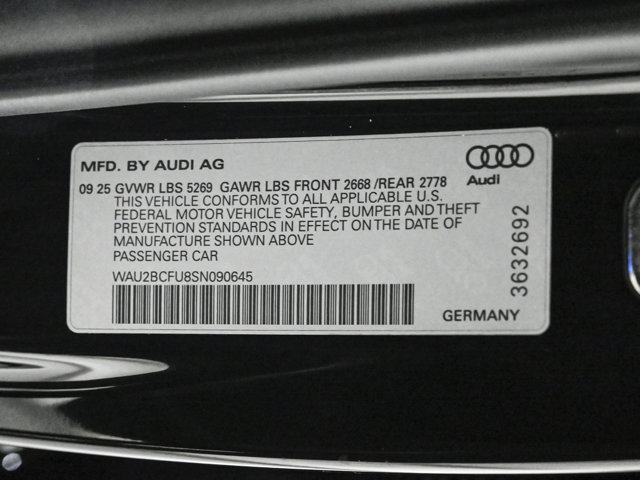 MFD. BY AUDI AG
Audi
09 25 GVWR LBS 5269 GAWR LBS FRONT 2668 /REAR 2778
THIS VEHICLE CONFORMS TO ALL APPLICABLE U.S.
FEDERAL MOTOR VEHICLE SAFETY, BUMPER AND THEFT
PREVENTION STANDARDS IN EFFECT ON THE DATE OF
MANUFACTURE SHOWN ABOVE
PASSENGER CAR
WAU2BCFU8SN090645
3632692
GERMANY